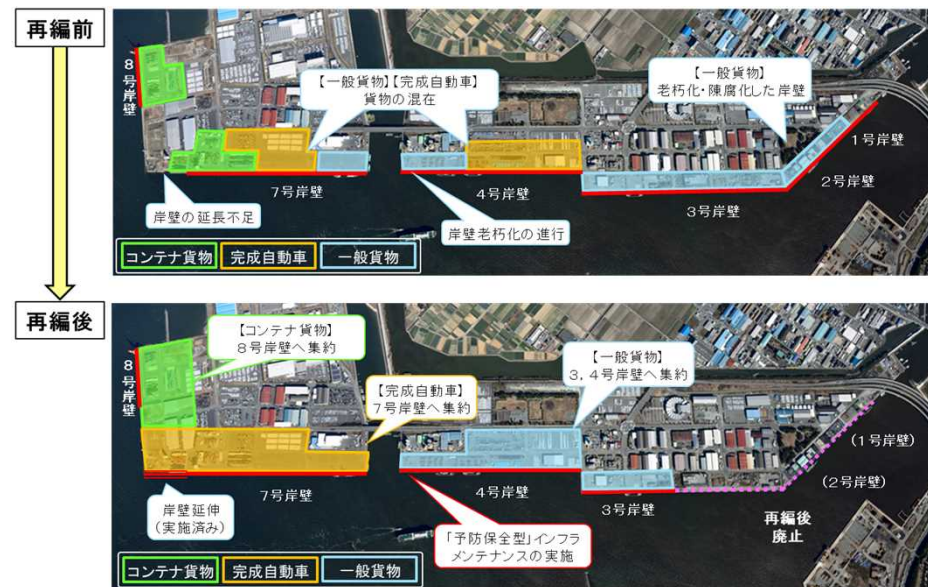 再編前
8号岸壁
【一般貨物】【完成自動車】
貨物の混在
【一般貨物】
老朽化・陳腐化した岸壁
1号岸壁
2号岸壁
3号岸壁
4号岸壁
7号岸壁
岸壁の延長不足
岸壁老朽化の進行
コンテナ貨物
完成自動車
一般貨物
再編後
8号岸壁
【コンテナ貨物】
8号岸壁へ集約
【完成自動車】
7号岸壁へ集約
【一般貨物】
3,4号岸壁へ集約
(1号岸壁)
(2号岸壁)
3号岸壁
4号岸壁
7号岸壁
岸壁延伸
(実施済み)
「予防保全型」インフラ
メンテナンスの実施
再編後
廃止
コンテナ貨物
完成自動車
一般貨物